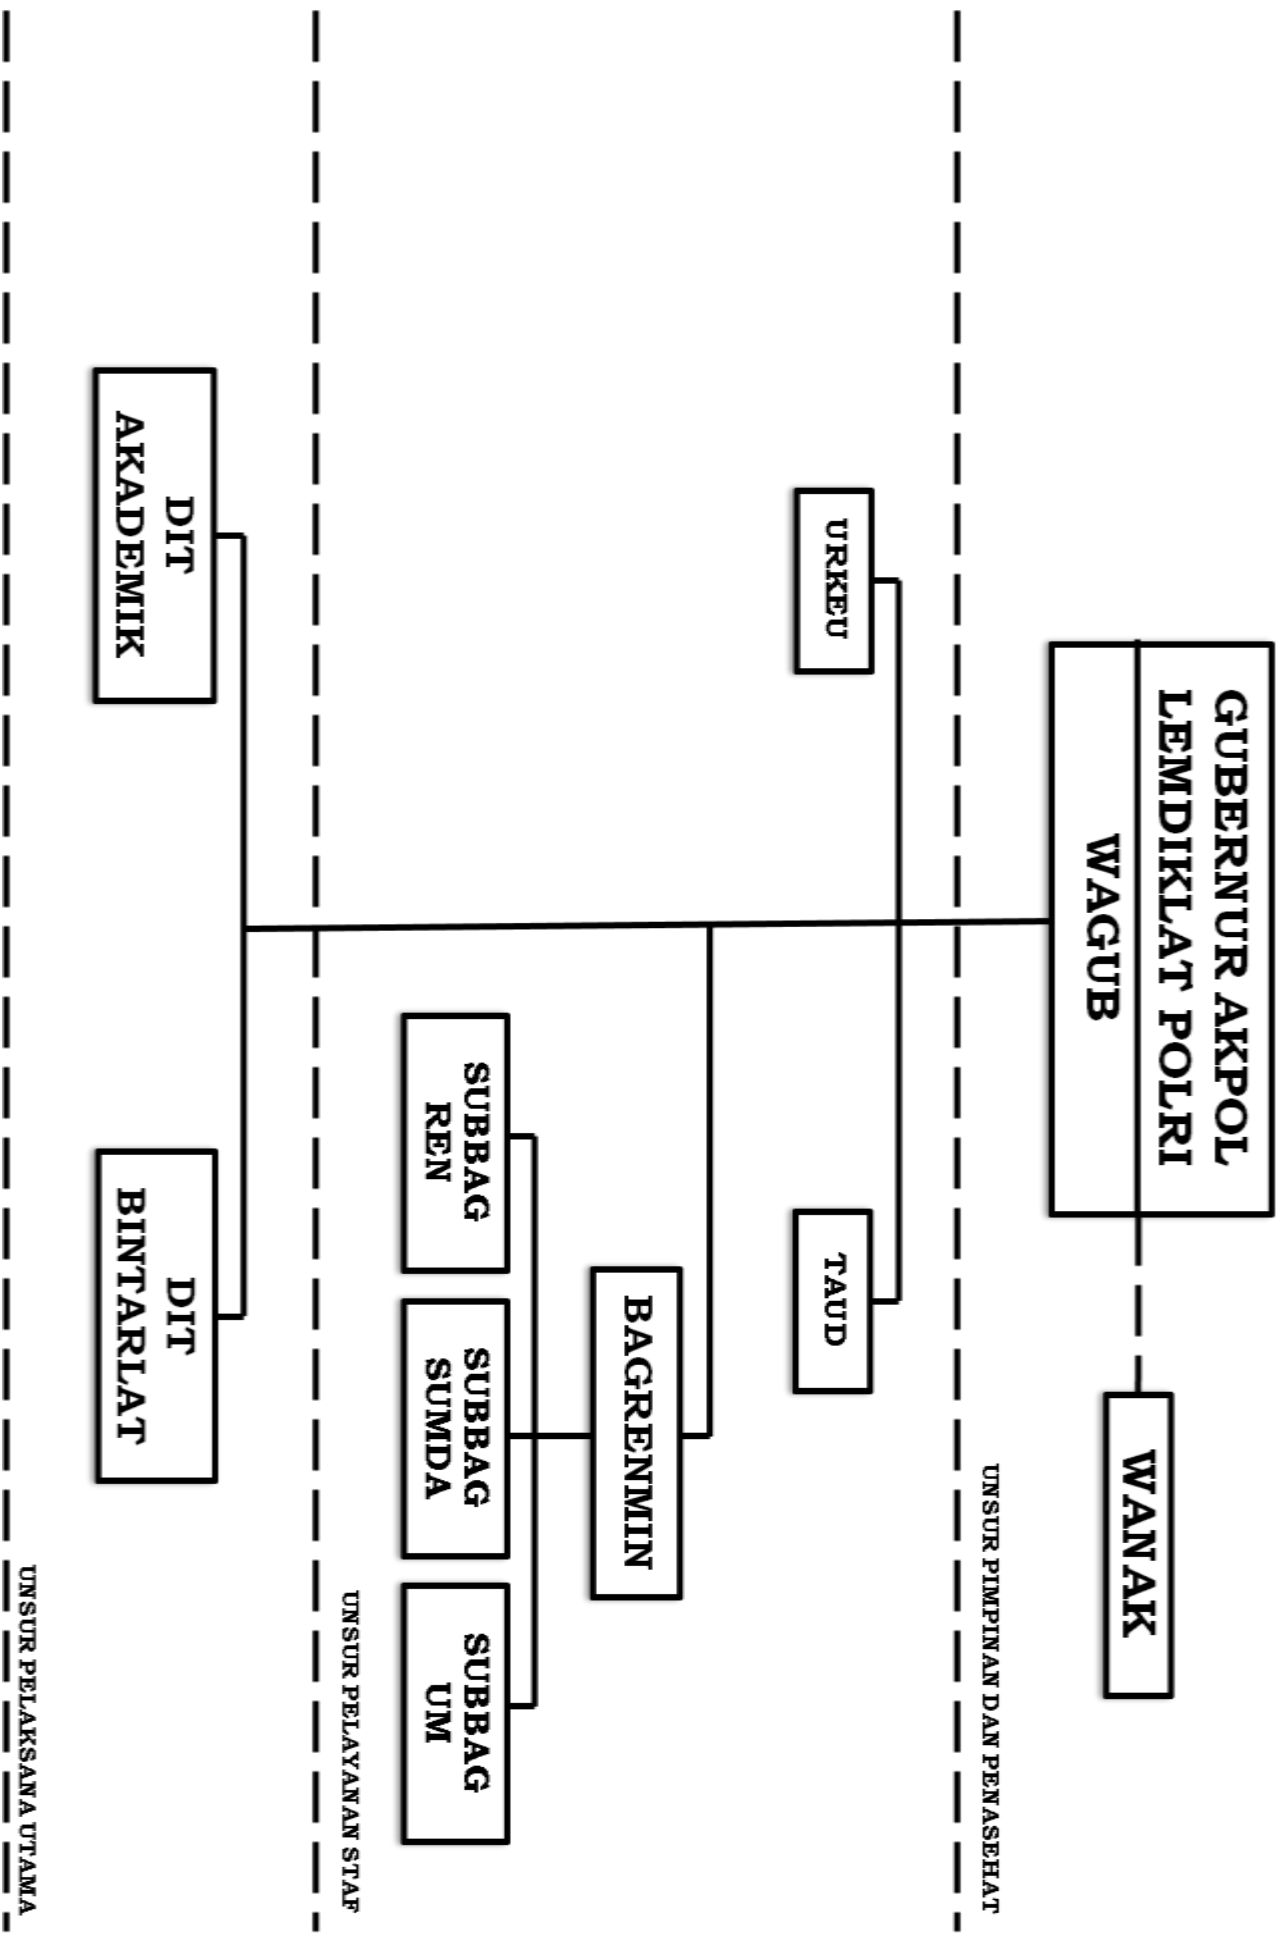 GUBERNUR AKPOL
LEMDIKLAT POLRI
WAGUB
WANAK
UNSUR PIMPINAN DAN PENASEHAT
URKEU
TAUD
BAGRENMIN
SUBBAG
REN
SUBBAG
SUMDA
SUBBAG
UM
UNSUR PELAYANAN STAF
DIT
AKADEMIK
DIT
BINTARLAT
UNSUR PELAKSANA UTAMA